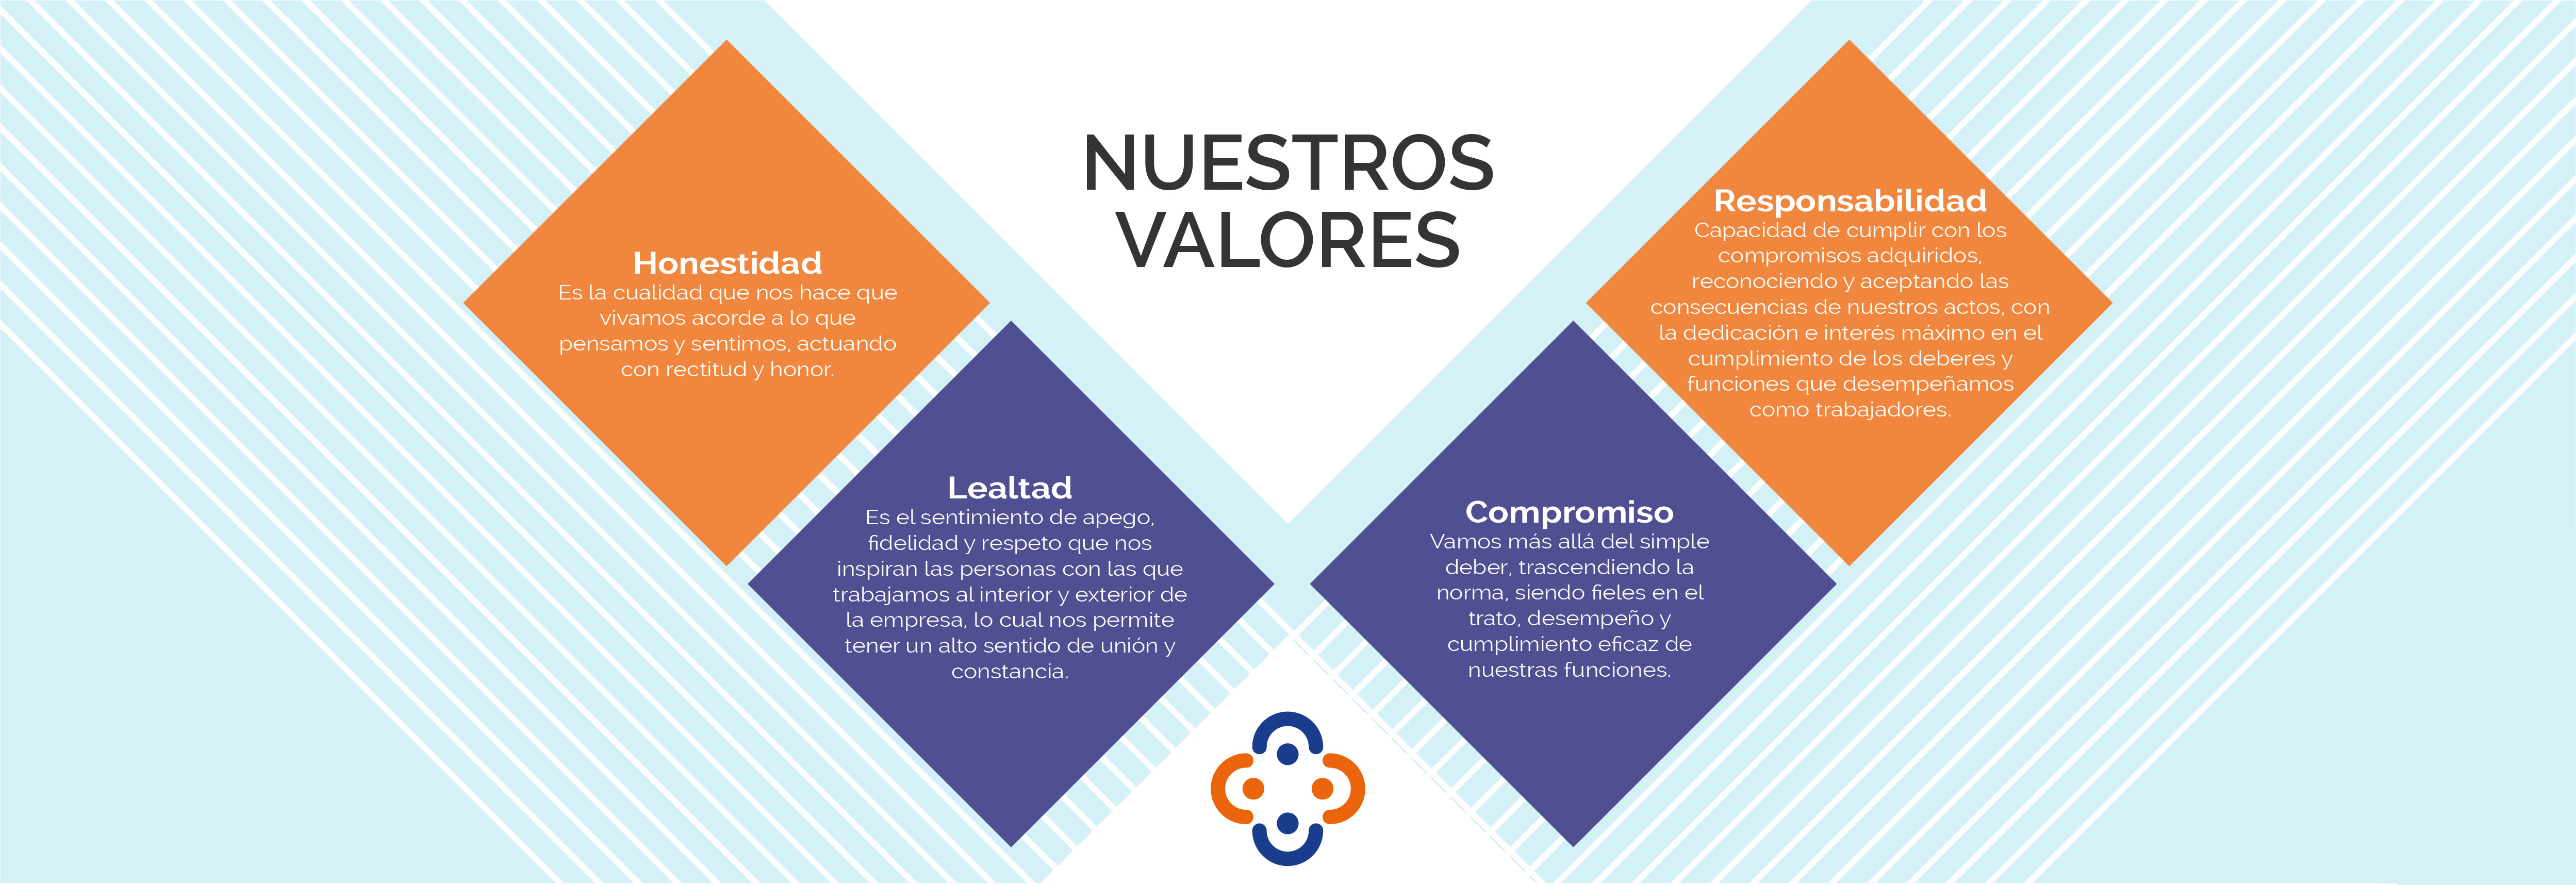 NUESTROS
VALORES
Honestidad
Es la cualidad que nos hace que
vivamos acorde a lo que
pensamos y sentimos, actuando
con rectitud y honor.
Lealtad
Es el sentimiento de apego,
fidelidad y respeto que nos
inspiran las personas con las que
trabajamos al interior y exterior de
la empresa, lo cual nos permite
tener un alto sentido de unión y
constancia.
Compromiso
Vamos más allá del simple
deber, trascendiendo la
norma, siendo fieles en el
trato, desempeño y
cumplimiento eficaz de
nuestras funciones.
Responsabilidad
Capacidad de cumplir con los
compromisos adquiridos,
reconociendo y aceptando las
consecuencias de nuestros actos, con
la dedicación e interés máximo en el
cumplimiento de los deberes y
funciones que desempeñamos
como trabajadores.